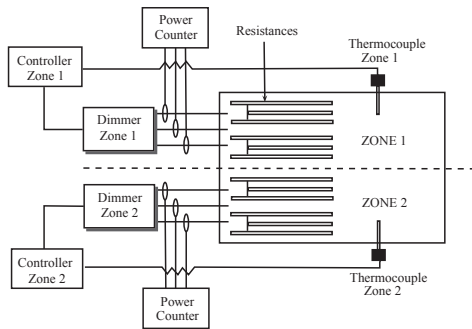 Power
Counter
Resistances
Thermocouple
Zone 1
Controller
Zone 1
Dimmer
Zone 1
ZONE 1
Dimmer
Zone 2
ZONE 2
Controller
Zone 2
Thermocouple
Zone 2
Power
Counter